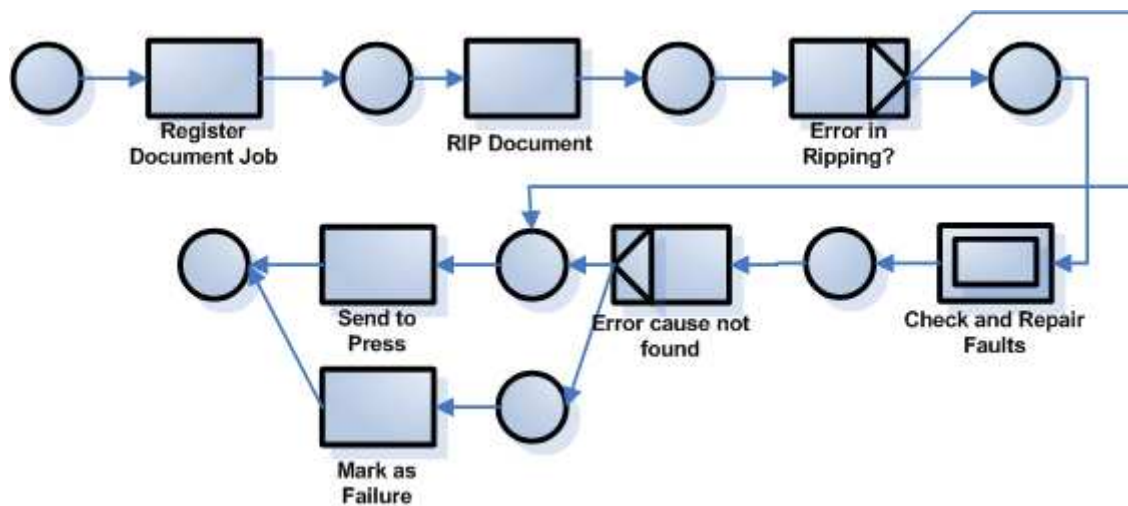 Register
Document Job
RIP Document
Error in
Ripping?
Send to
Press
Error cause not
found
Check and Repair
Faults
Mark as
Failure